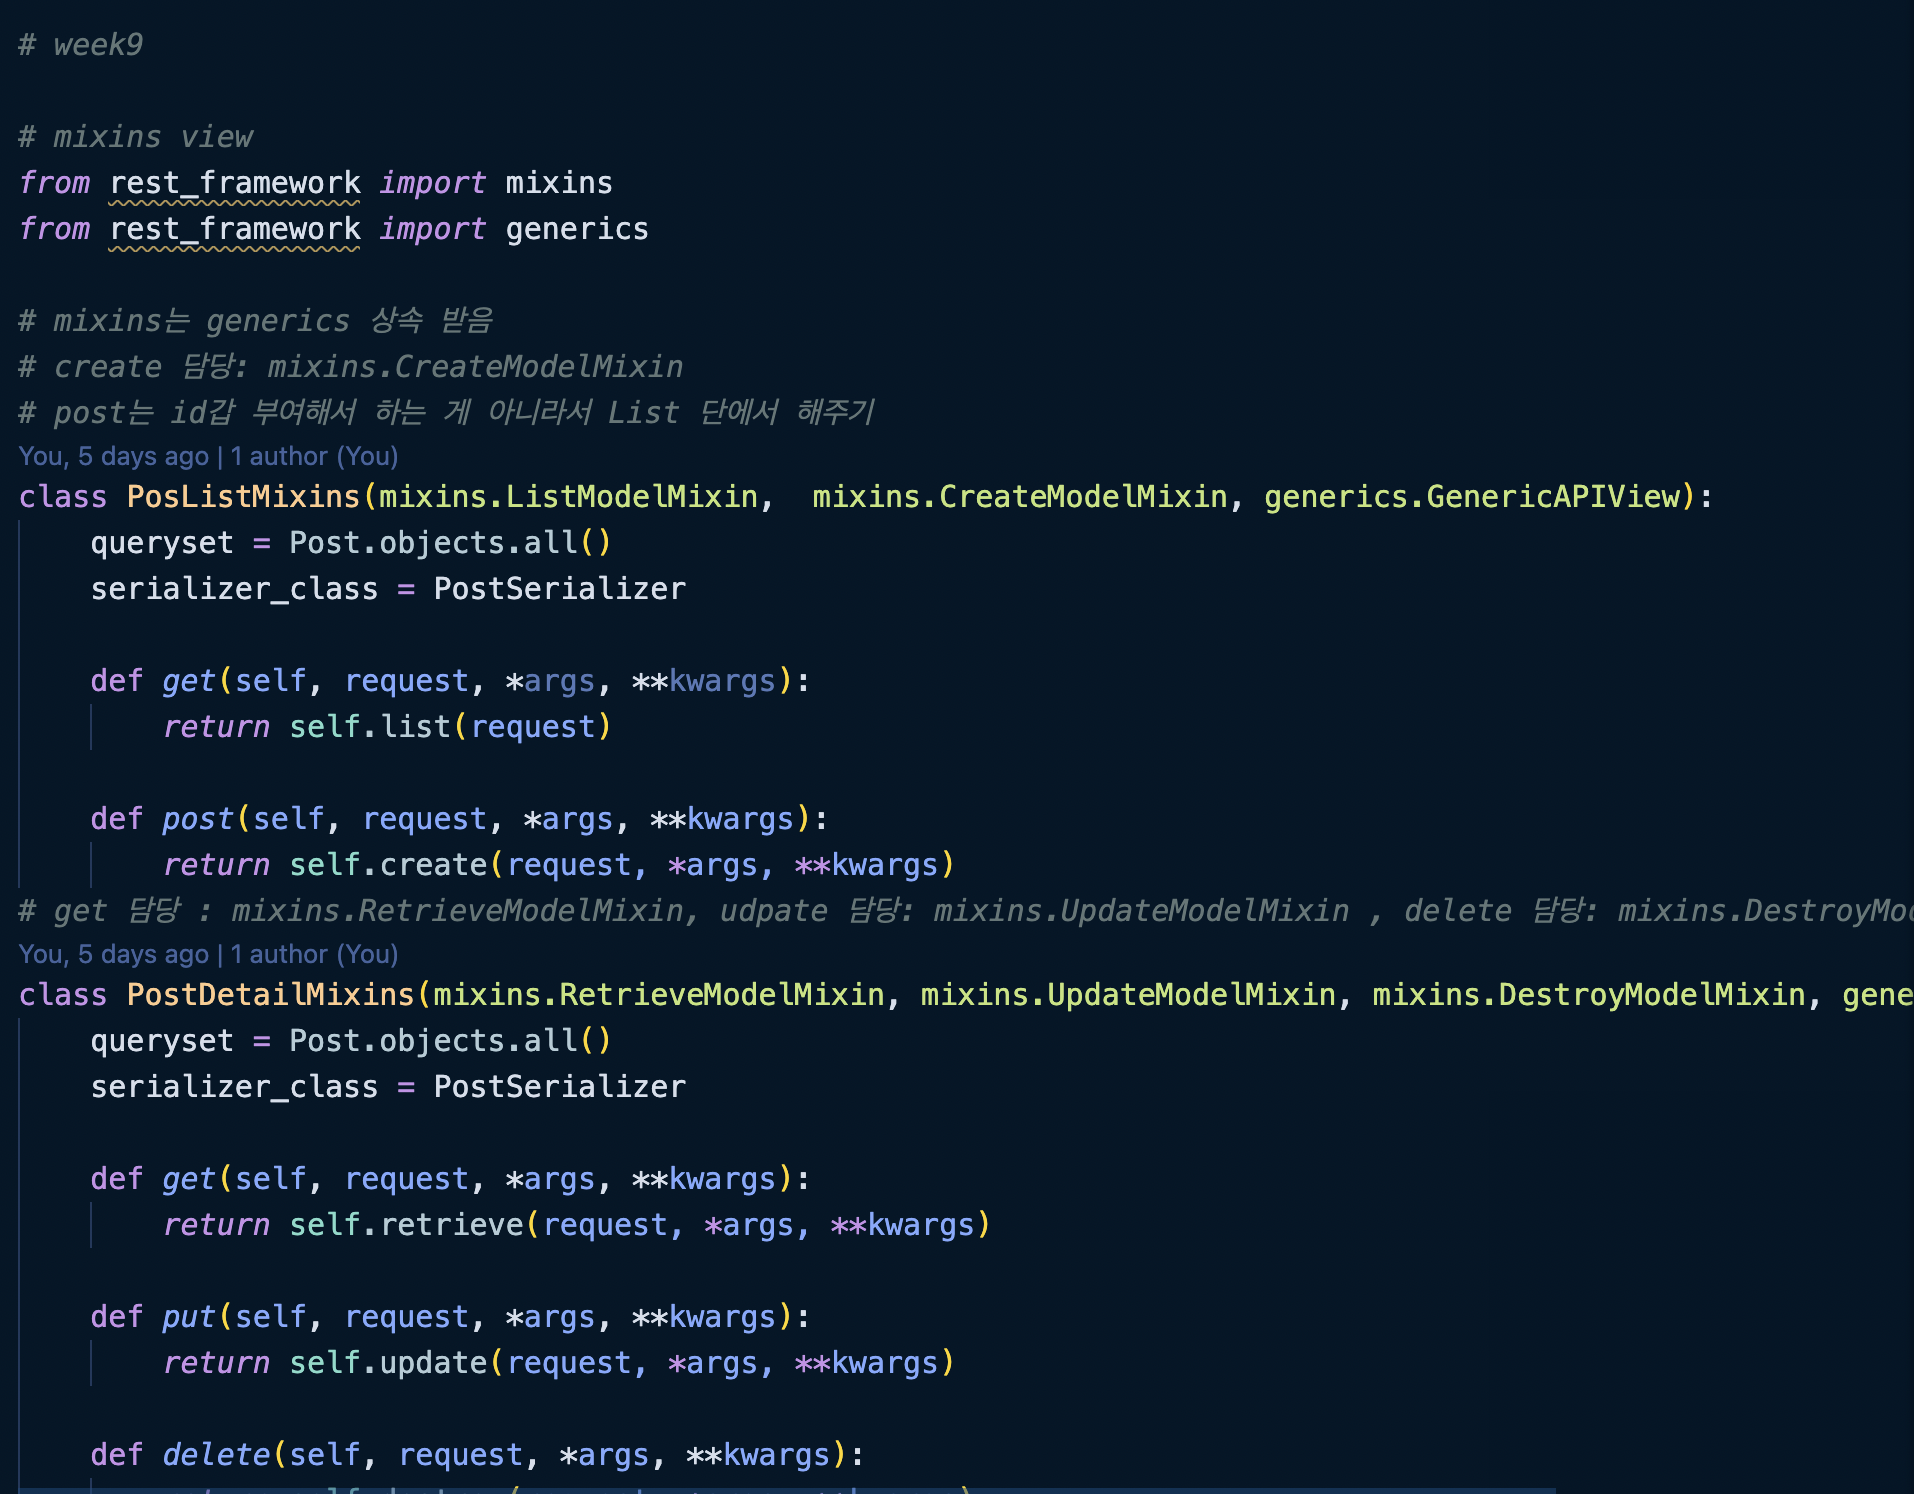 # week9
# mixins view
from rest_framework import mixins
from rest_framework import generics
# mixins는 generics 상속 받음
# create 담당: mixins.CreateModelMixin
# post는 id값 부여해서 하는 게 아니라서 List 단에서 해주기
You, 5 days ago | 1 author (You)
class PosListMixins(mixins.ListModelMixin,  mixins.CreateModelMixin, generics.GenericAPIView):
queryset = Post.objects.all()
serializer_class = PostSerializer
def get(self, request, *args, **kwargs):
return self.list(request)
def post(self, request, *args, **kwargs):
return self.create(request, *args, **kwargs)
# get 담당 : mixins.RetrieveModelMixin, udpate 담당: mixins.UpdateModelMixin , delete 담당: mixins.DestroyMo
You, 5 days ago | 1 author (You)
class PostDetailMixins(mixins.RetrieveModelMixin, mixins.UpdateModelMixin, mixins.DestroyModelMixin, gene
queryset = Post.objects.all()
serializer_class = PostSerializer
def get(self, request, *args, **kwargs):
return self.retrieve(request, *args, **kwargs)
def put(self, request, *args, **kwargs):
return self.update(request, *args, **kwargs)
def delete(self, request, *args, **kwargs):